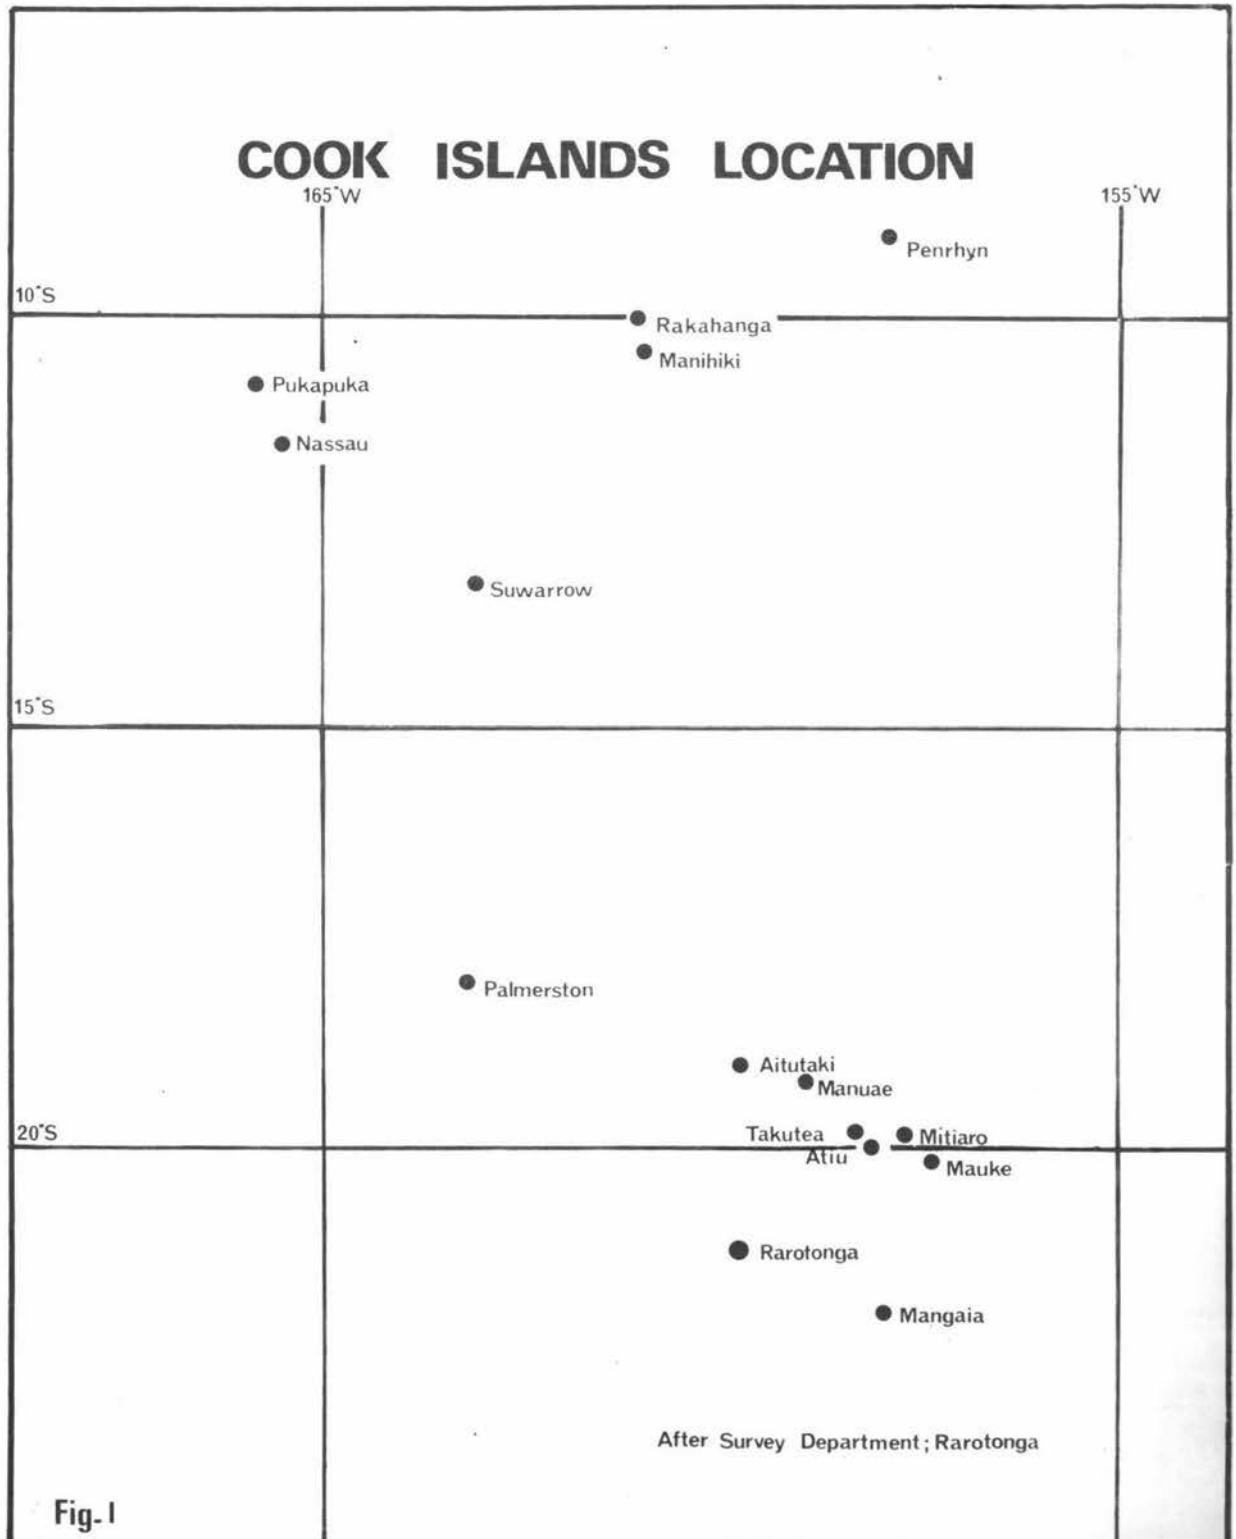 COOK ISLANDS LOCATION
165°W
155°W
Penrhyn
10°S
Rakahanga
Manihiki
Pukapuka
Nassau
Suwarrow
15°S
Palmerston
Aitutaki
Manuae
20°S
Takutea
Mitiaro
Atiu
Mauke
Rarotonga
Mangaia
After Survey Department; Rarotonga
Fig. I